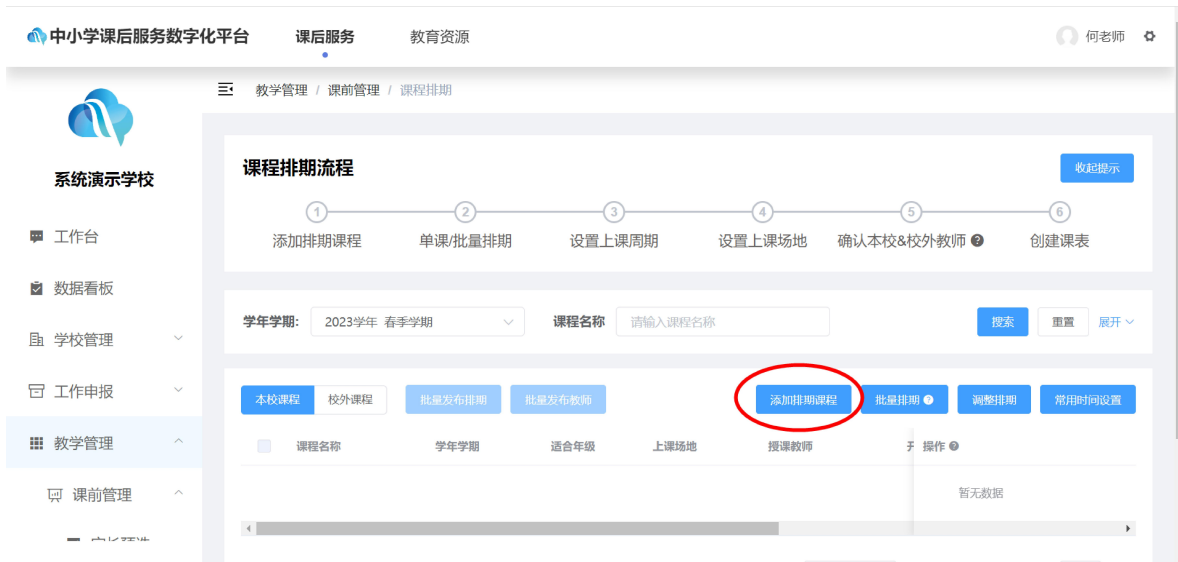 中小学课后服务数字化平台 课后服务 教育资源 何老师
教学管理 / 课前管理 / 课程排期
系统演示学校
工作台
数据看板
学校管理
工作申报
教学管理
课前管理
课程排期流程 收起提示
1 2 3 4 5 6
添加排期课程 单课/批量排期 设置上课周期 设置上课场地 确认本校&校外教师 ? 创建课表
学年学期: 2023学年 春季学期 课程名称 请输入课程名称 搜索 重置 展开
本校课程 校外课程 批量发布排期 批量发布教师 添加排期课程 批量排期 ? 调整排期 常用时间设置
课程名称 学年学期 适合年级 上课场地 授课教师 操作 ?
暂无数据